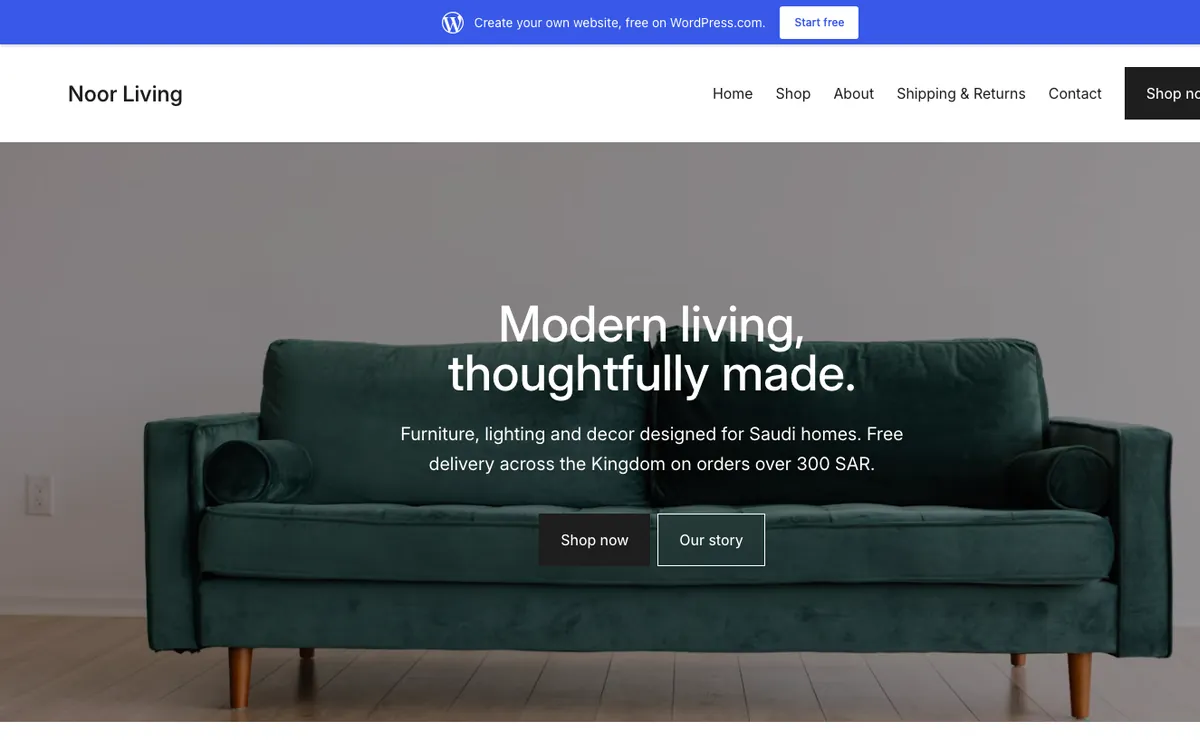 Create your own website, free on WordPress.com.
Start free
Noor Living
Home
Shop
About
Shipping & Returns
Contact
Shop no
Modern living,
thoughtfully made.
Furniture, lighting and decor designed for Saudi homes. Free
delivery across the Kingdom on orders over 300 SAR.
Shop now
Our story